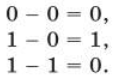 0 − 0 = 0,
1 − 0 = 1,
1 − 1 = 0.